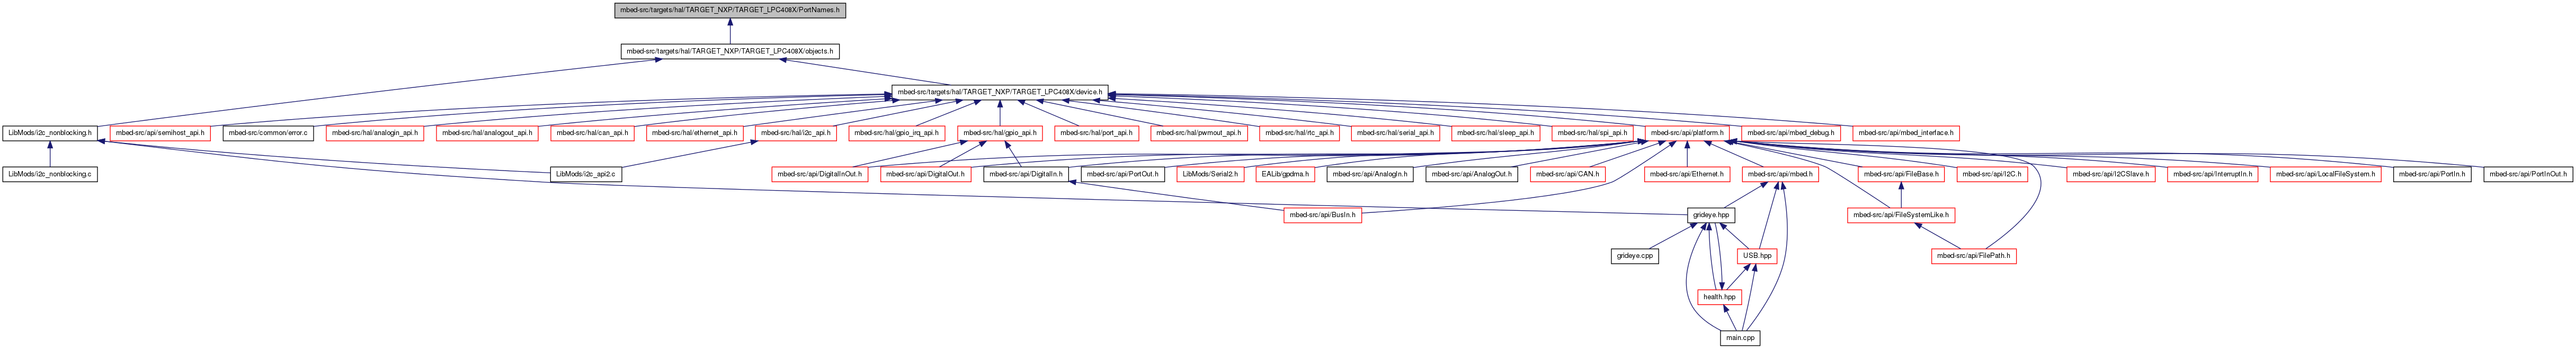 mbed-src/targets/hal/TARGET_NXP/TARGET_LPC408X/PortNames.h
mbed-src/targets/hal/TARGET_NXP/TARGET_LPC408X/objects.h
mbed-src/targets/hal/TARGET_NXP/TARGET_LPC408X/device.h
LibMods/i2c_nonblocking.h
mbed-src/api/semihost_api.h
mbed-src/common/error.c
mbed-src/hal/analogin_api.h
mbed-src/hal/analogout_api.h
mbed-src/hal/can_api.h
mbed-src/hal/ethernet_api.h
mbed-src/hal/i2c_api.h
mbed-src/hal/gpio_irq_api.h
mbed-src/hal/gpio_api.h
mbed-src/hal/port_api.h
mbed-src/hal/pwmout_api.h
mbed-src/hal/rtc_api.h
mbed-src/hal/serial_api.h
mbed-src/hal/sleep_api.h
mbed-src/hal/spi_api.h
mbed-src/api/platform.h
mbed-src/api/mbed_debug.h
mbed-src/api/mbed_interface.h
LibMods/i2c_nonblocking.c
LibMods/i2c_api2.c
mbed-src/api/DigitalInOut.h
mbed-src/api/DigitalOut.h
mbed-src/api/DigitalIn.h
mbed-src/api/PortOut.h
LibMods/Serial2.h
EALib/gpdma.h
mbed-src/api/AnalogIn.h
mbed-src/api/AnalogOut.h
mbed-src/api/CAN.h
mbed-src/api/Ethernet.h
mbed-src/api/mbed.h
mbed-src/api/FileBase.h
mbed-src/api/I2C.h
mbed-src/api/I2CSlave.h
mbed-src/api/InterruptIn.h
mbed-src/api/LocalFileSystem.h
mbed-src/api/PortIn.h
mbed-src/api/PortInOut.h
mbed-src/api/BusIn.h
grideye.hpp
mbed-src/api/FileSystemLike.h
grideye.cpp
USB.hpp
mbed-src/api/FilePath.h
health.hpp
main.cpp